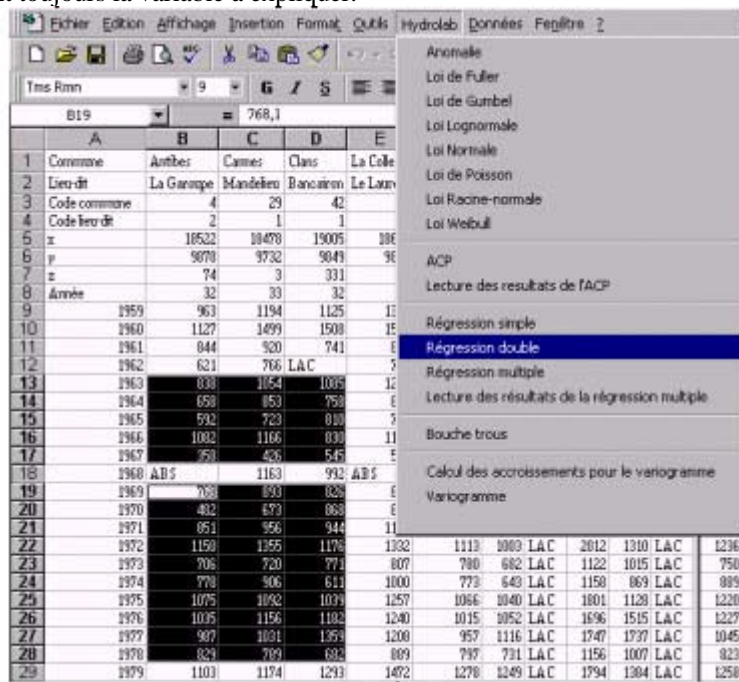 t toujours la variable à expliquer.
Fichier Edition Affichage Insertion Format Outils Hydrolab Données Fenêtre ?
Tms Rmn 9 G I S
B19 = 768,1
A B C D E
1 Commune Antibes Cannes Clans La Colle
2 Lieu-dit La Garoupe Mandelieu Bancairon Le
3 Code commune 4 29 42
4 Code lieu dit 2 1 1
5 x 18522 18478 19005
6 y 9878 9732 9849
7 z 74 3 331
8 Année 32 33 32
9 1959 963 1194 1125
10 1960 1127 1499 1508
11 1961 844 920 741
12 1962 621 766 LAC
13 1963 838 1054 1085
14 1964 658 853 758
15 1965 592 723 810
16 1966 1082 1166 830
17 1967 358 426 545
18 1968 ABS 1163 992 ABS
19 1969 768 893 826
20 1970 482 673 868
21 1971 851 956 944
22 1972 1150 1355 1176 1332 1113 1003 LAC 2012 1310 LAC 1236
23 1973 706 720 771 807 780 682 LAC 1122 1015 LAC 750
24 1974 778 906 611 1000 773 643 LAC 1158 869 LAC 889
25 1975 1075 1092 1039 1257 1066 1040 LAC 1801 1128 LAC 1220
26 1976 1035 1156 1182 1240 1015 1052 LAC 1696 1515 LAC 1227
27 1977 987 1031 1359 1208 957 1116 LAC 1747 1737 LAC 1045
28 1978 829 789 682 889 797 731 LAC 1156 1007 LAC 823
29 1979 1103 1174 1293 1472 1278 1249 LAC 1794 1384 LAC 1258
Anomalie
Loi de Fuller
Loi de Gumbel
Loi Lognormale
Loi Normale
Loi de Poisson
Loi Racine-normale
Loi Weibull
ACP
Lecture des resultats de l'ACP
Régression simple
Régression double
Régression multiple
Lecture des résultats de la régression multiple
Bouche trous
Calcul des accroissements pour le variogramme
Variogramme